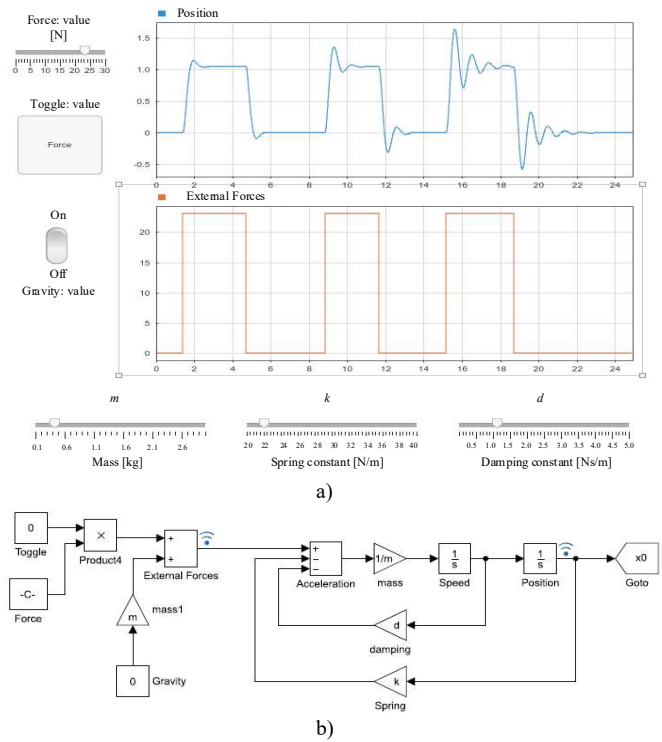 Force: value
[N]
0 5 10 15 20 25 30
Toggle: value
Force
On
Off
Gravity: value
Position
1.5
1.0
0.5
0
-0.5
0 2 4 6 8 10 12 14 16 18 20 22 24
External Forces
20
15
10
5
0
0 2 4 6 8 10 12 14 16 18 20 22 24
m k d
0.1 0.6 1.1 1.6 2.1 2.6
20 22 24 26 28 30 32 34 36 38 40
0.5 1.0 1.5 2.0 2.5 3.0 3.5 4.0 4.5 5.0
Mass [kg] Spring constant [N/m] Damping constant [Ns/m]
a)
0
Toggle
×
Product4
-C-
Force
+
+
External Forces
m
mass1
0
Gravity
+
−
−
Acceleration
1/m
mass
1
s
Speed
1
s
Position
x0
Goto
d
damping
k
Spring
b)